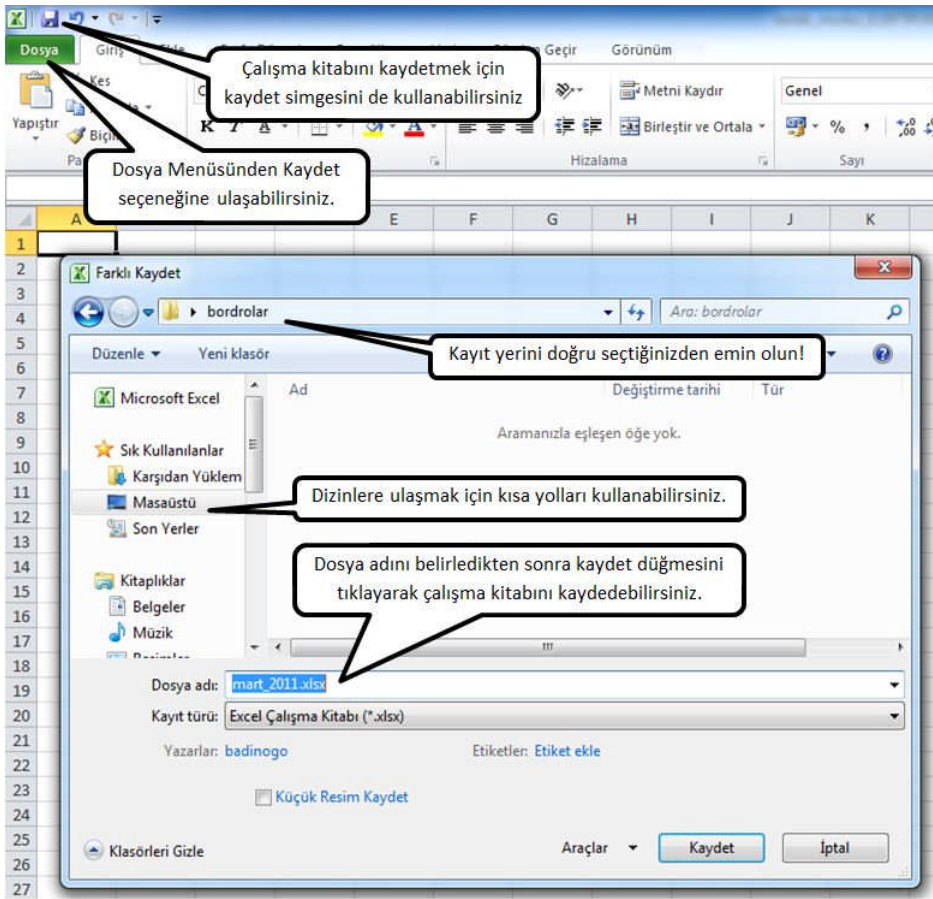 Dosya
Giriş
Geçir
Görünüm
Çalışma kitabını kaydetmek için
kaydet simgesini de kullanabilirsiniz
Kes
Yapıştır
K T A
A
Metni Kaydır
Genel
Birleştir ve Ortala
%
Hizalama
Sayı
Dosya Menüsünden Kaydet
seçeneğine ulaşabilirsiniz.
A E F G H I J K
1
2
3
4
5
6
7
8
9
10
11
12
13
14
15
16
17
18
19
20
21
22
23
24
25
26
27
Farklı Kaydet
bordrolar
Ara: bordrolar
Düzenle
Yeni klasör
Kayıt yerini doğru seçtiğinizden emin olun!
Microsoft Excel
Ad
Değiştirme tarihi
Tür
Aramanızla eşleşen öğe yok.
Sık Kullanılanlar
Karşıdan Yüklem
Masaüstü
Son Yerler
Dizinlere ulaşmak için kısa yolları kullanabilirsiniz.
Kitaplıklar
Belgeler
Müzik
Dosya adını belirledikten sonra kaydet düğmesini
tıklayarak çalışma kitabını kaydedebilirsiniz.
Dosya adı: mart_2011.xlsx
Kayıt türü: Excel Çalışma Kitabı (*.xlsx)
Yazarlar: badinogo
Etiketler: Etiket ekle
Küçük Resim Kaydet
Klasörleri Gizle
Araçlar
Kaydet
İptal